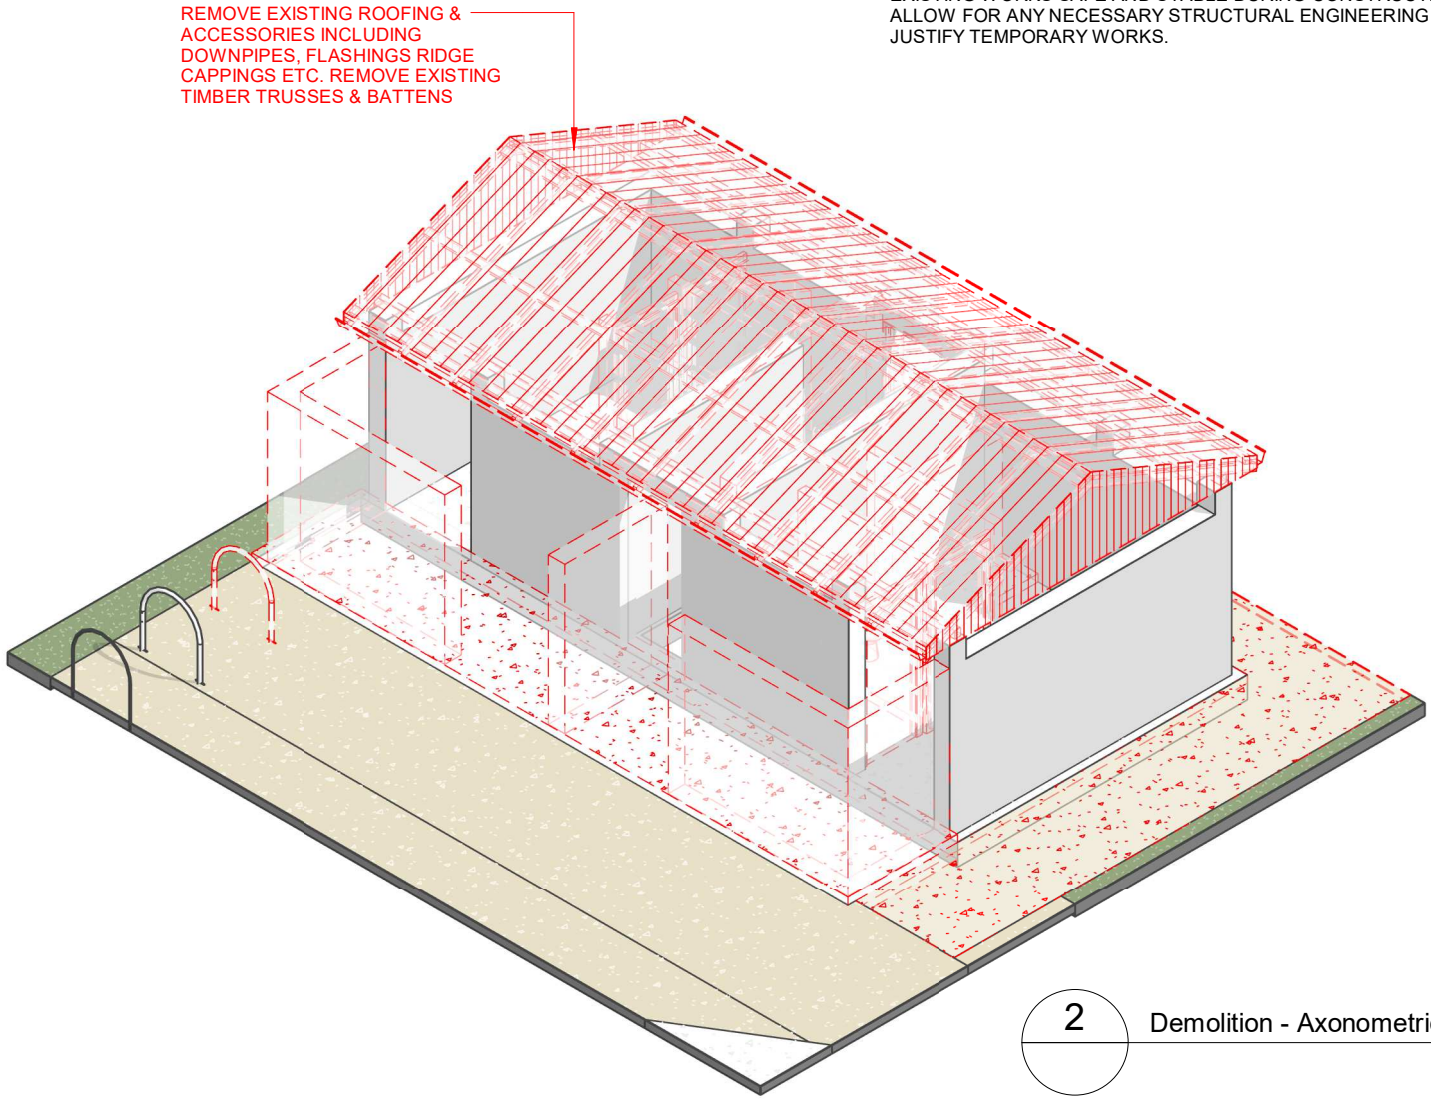 REMOVE EXISTING ROOFING &
ACCESSORIES INCLUDING
DOWNPIPES, FLASHINGS RIDGE
CAPPINGS ETC. REMOVE EXISTING
TIMBER TRUSSES & BATTENS
ALLOW FOR ANY NECESSARY STRUCTURAL ENGINEERING
JUSTIFY TEMPORARY WORKS.
2
Demolition - Axonometri